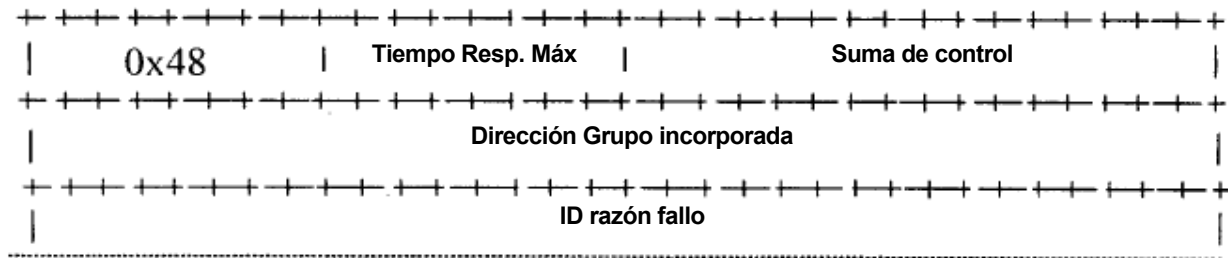 0x48 Tiempo Resp. Máx Suma de control
Dirección Grupo incorporada
ID razón fallo